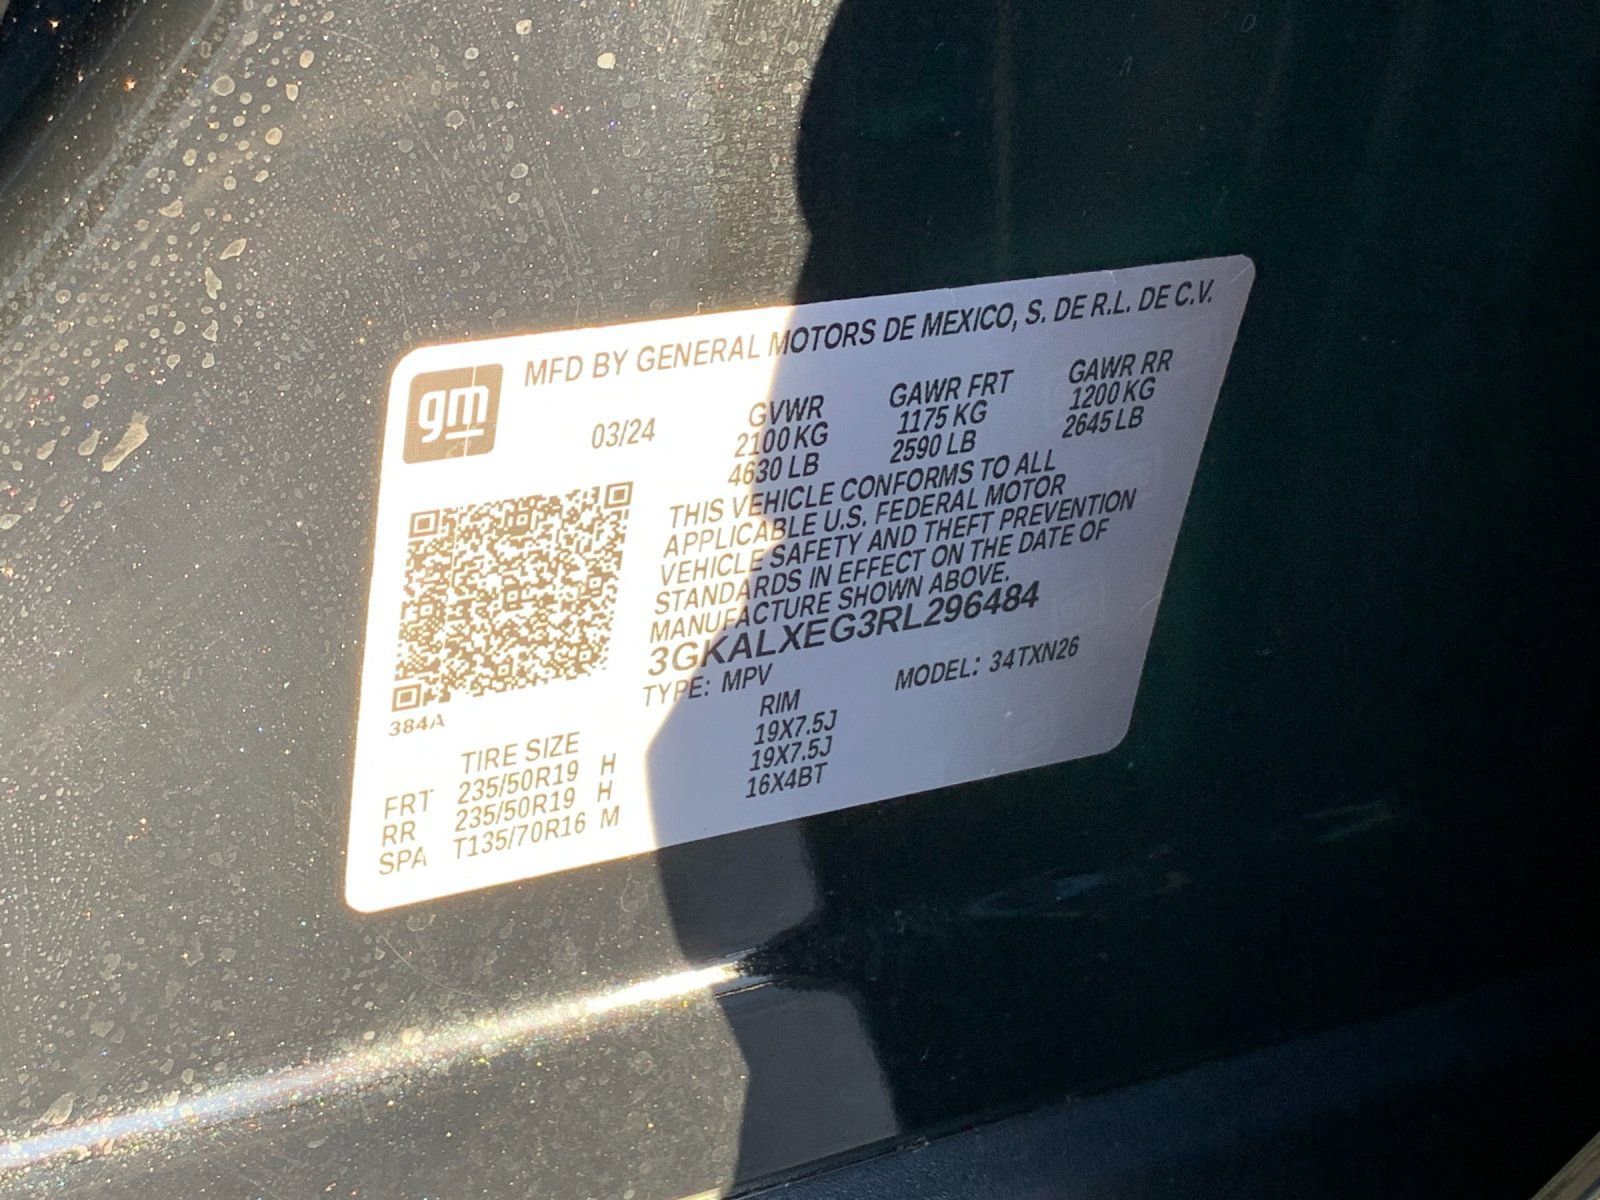 gm
MFD BY GENERAL MOTORS DE MEXICO, S. DE R.L. DE C.V.
03/24
GVWR GAWR FRT GAWR RR
2100 KG 1175 KG 1200 KG
4630 LB 2590 LB 2645 LB
THIS VEHICLE CONFORMS TO ALL
APPLICABLE U.S. FEDERAL MOTOR
VEHICLE SAFETY AND THEFT PREVENTION
STANDARDS IN EFFECT ON THE DATE OF
MANUFACTURE SHOWN ABOVE.
3GKALXEG3RL296484
TYPE: MPV MODEL: 34TXN26
384A
TIRE SIZE RIM
FRT 235/50R19 H 19X7.5J
RR 235/50R19 H 19X7.5J
SPA T135/70R16 M 16X4BT